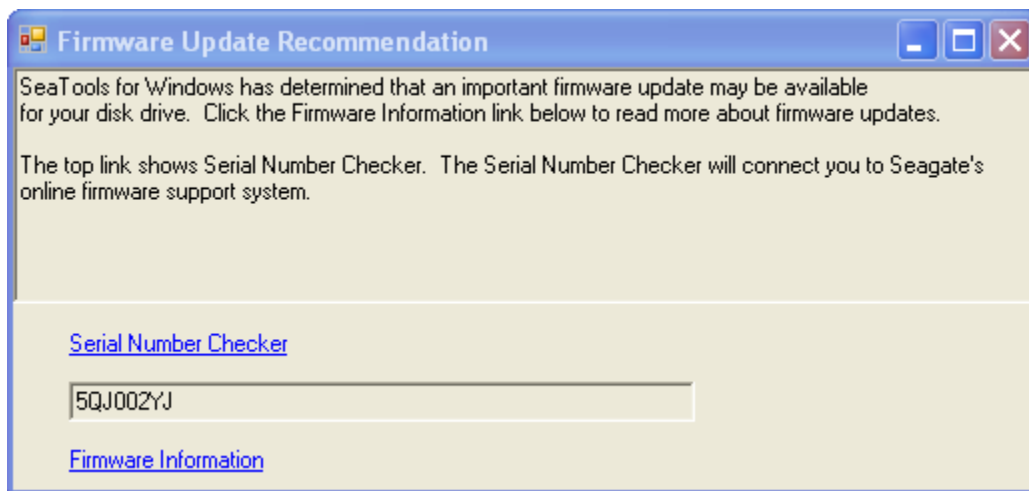 Firmware Update Recommendation
SeaTools for Windows has determined that an important firmware update may be available
for your disk drive.  Click the Firmware Information link below to read more about firmware updates.
The top link shows Serial Number Checker.  The Serial Number Checker will connect you to Seagate's
online firmware support system.
Serial Number Checker
5QJ002YJ
Firmware Information